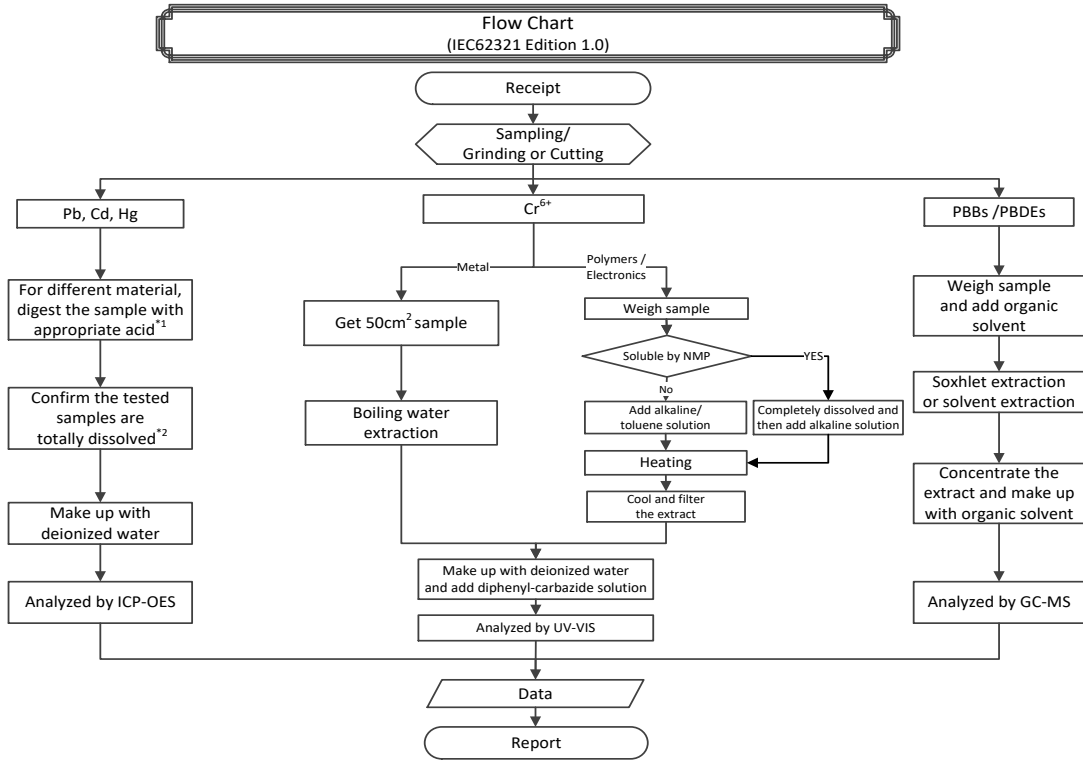 Flow Chart
(IEC62321 Edition 1.0)
Receipt
Sampling/
Grinding or Cutting
Pb, Cd, Hg
For different material,
digest the sample with
appropriate acid*1
Confirm the tested
samples are
totally dissolved*2
Make up with
deionized water
Analyzed by ICP-OES
Cr6+
Metal
Get 50cm2 sample
Boiling water
extraction
Polymers /
Electronics
Weigh sample
Soluble by NMP
YES
No
Add alkaline/
toluene solution
Completely dissolved and
then add alkaline solution
Heating
Cool and filter
the extract
Make up with deionized water
and add diphenyl-carbazide solution
Analyzed by UV-VIS
PBBs /PBDEs
Weigh sample
and add organic
solvent
Soxhlet extraction
or solvent extraction
Concentrate the
extract and make up
with organic solvent
Analyzed by GC-MS
Data
Report